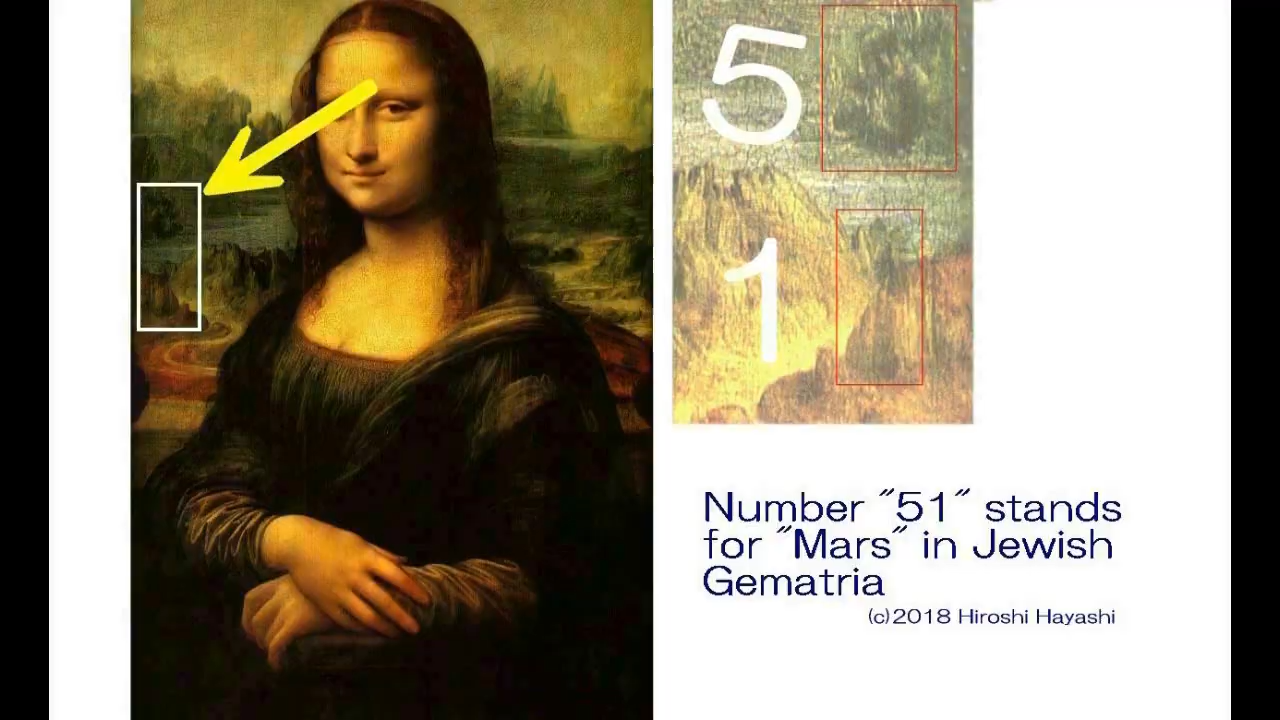 5
1
Number "51" stands
for "Mars" in Jewish
Gematria
(c)2018 Hiroshi Hayashi